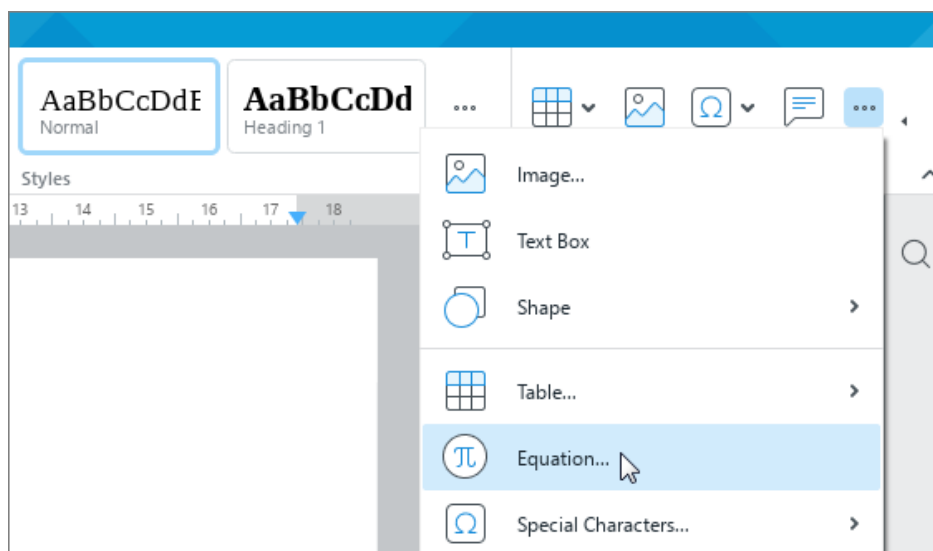 AaBbCcDdE
Normal
AaBbCcDd
Heading 1
Styles
13 14 15 16 17 18
Image...
Text Box
Shape
Table...
Equation...
Special Characters...